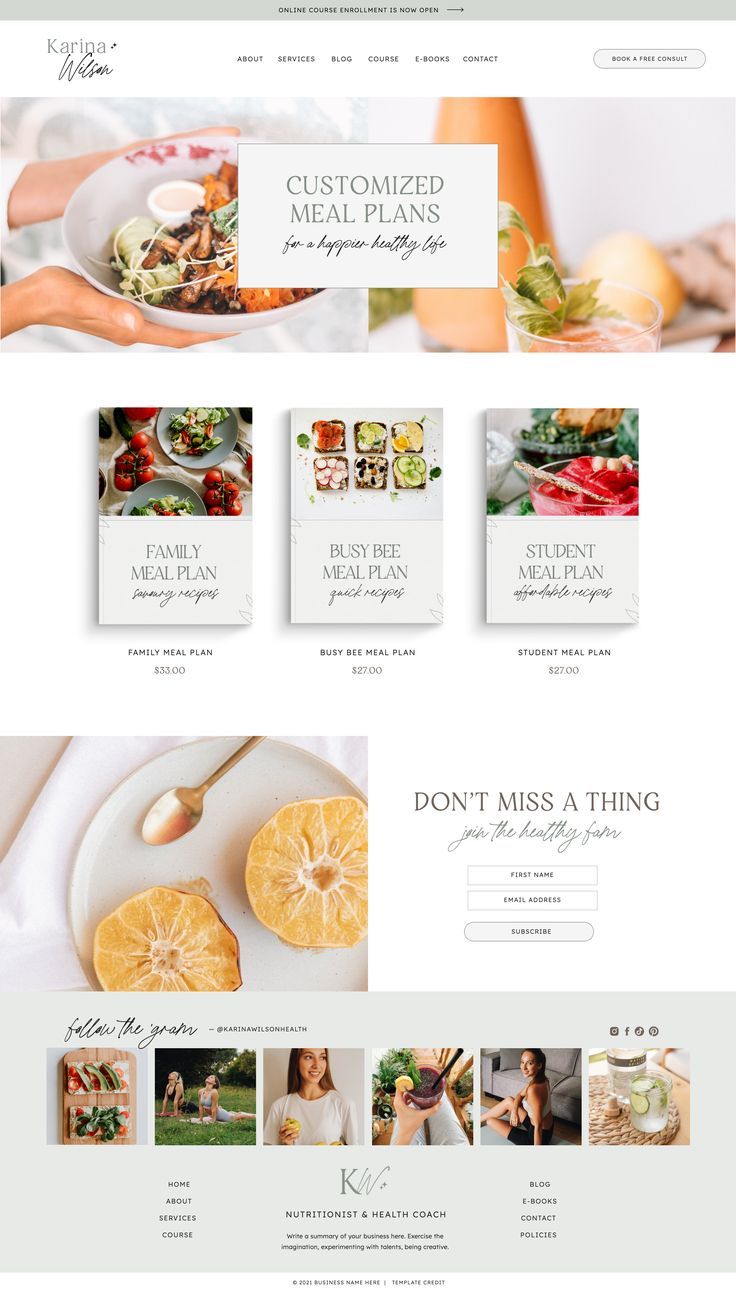 ONLINE COURSE ENROLLMENT IS NOW OPEN
Karina
Wilson
ABOUT SERVICES BLOG COURSE E-BOOKS CONTACT
BOOK A FREE CONSULT
CUSTOMIZED
MEAL PLANS
for a happier healthy life
FAMILY
MEAL PLAN
savoury recipes
BUSY BEE
MEAL PLAN
quick recipes
STUDENT
MEAL PLAN
affordable recipes
FAMILY MEAL PLAN
$33.00
BUSY BEE MEAL PLAN
$27.00
STUDENT MEAL PLAN
$27.00
DON'T MISS A THING
join the healthy fam
FIRST NAME
EMAIL ADDRESS
SUBSCRIBE
follow the 'gram — @KARINAWILSONHEALTH
HOME
ABOUT
SERVICES
COURSE
KW
NUTRITIONIST & HEALTH COACH
Write a summary of your business here. Exercise the
imagination, experimenting with talents, being creative.
BLOG
E-BOOKS
CONTACT
POLICIES
© 2021 BUSINESS NAME HERE | TEMPLATE CREDIT